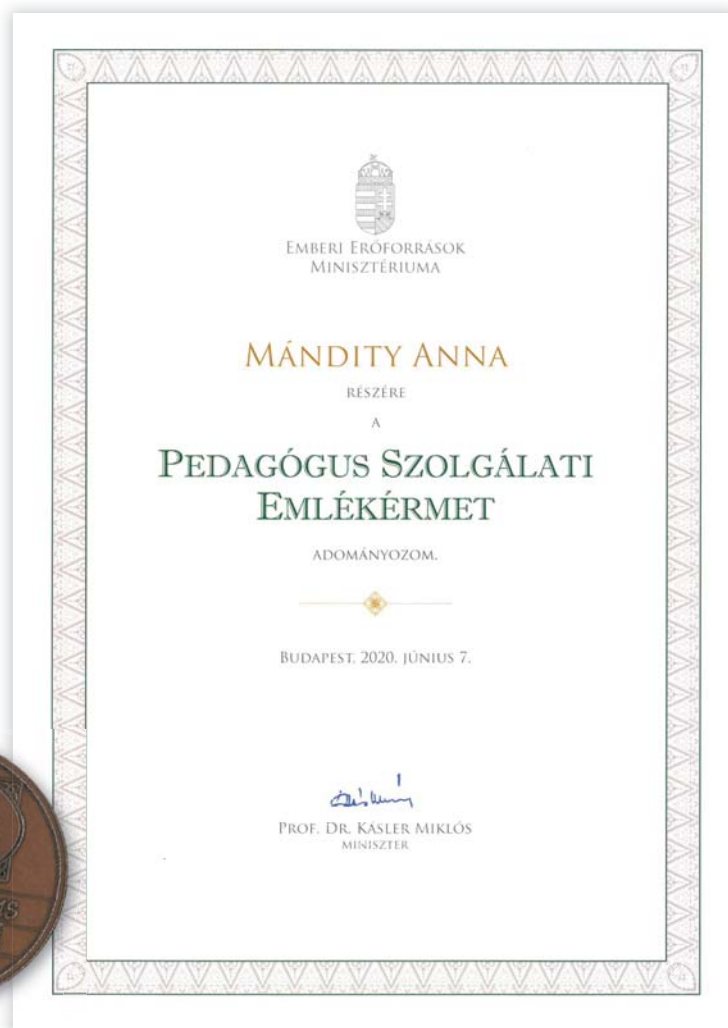 EMBERI ERŐFORRÁSOK
MINISZTÉRIUMA
MÁNDITY ANNA
RÉSZÉRE
A
PEDAGÓGUS SZOLGÁLATI
EMLÉKÉRMET
ADOMÁNYOZOM.
BUDAPEST, 2020. JÚNIUS 7.
PROF. DR. KÁSLER MIKLÓS
MINISZTER